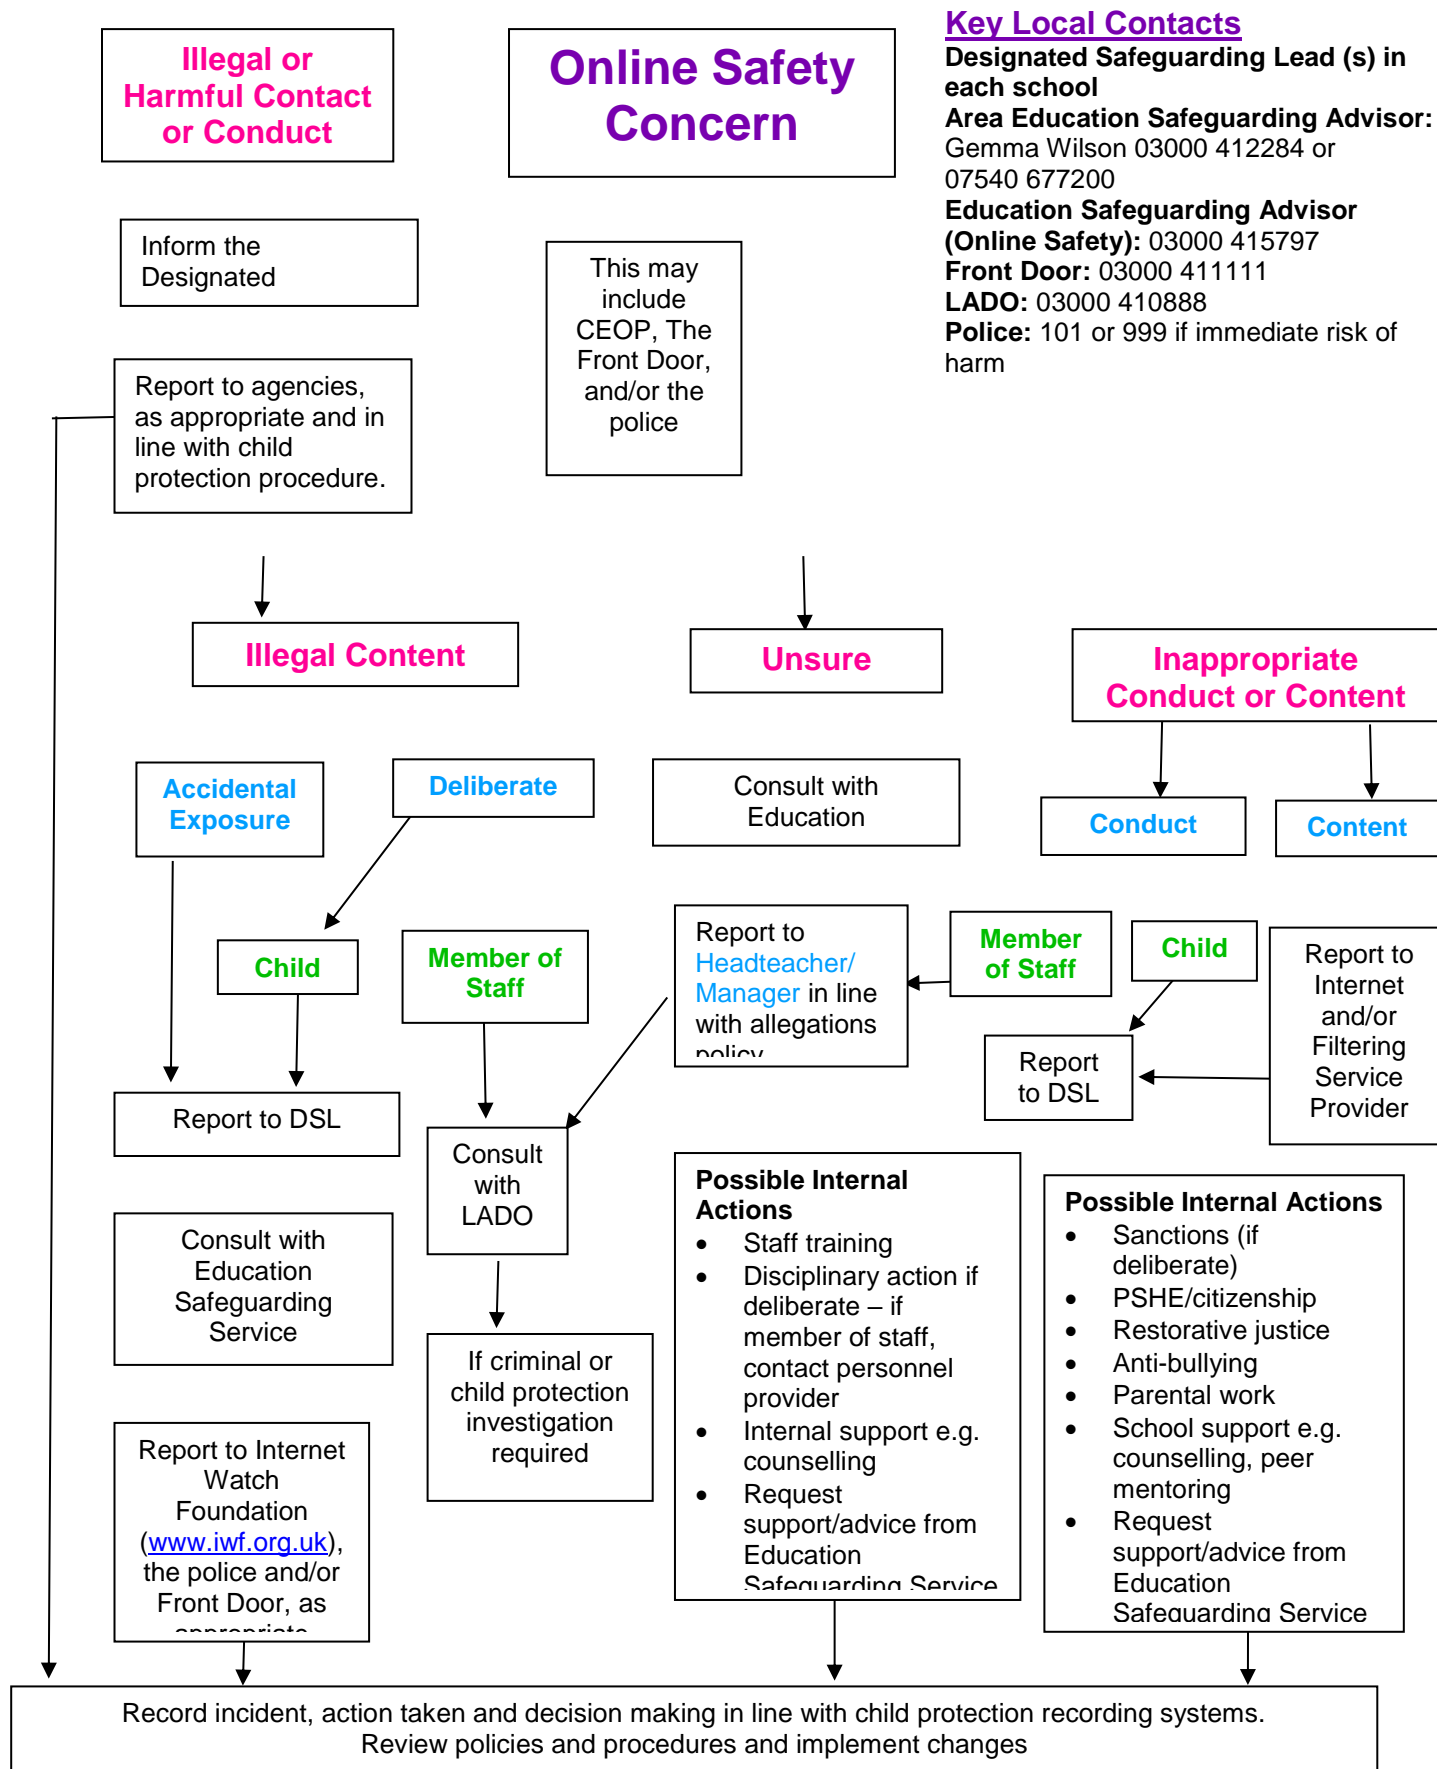 Illegal or
Harmful Contact
or Conduct
Online Safety
Concern
Key Local Contacts
Designated Safeguarding Lead (s) in
each school
Area Education Safeguarding Advisor:
Gemma Wilson 03000 412284 or
07540 677200
Education Safeguarding Advisor
(Online Safety): 03000 415797
Front Door: 03000 411111
LADO: 03000 410888
Police: 101 or 999 if immediate risk of
harm
Inform the
Designated
This may
include
CEOP, The
Front Door,
and/or the
police
Report to agencies,
as appropriate and in
line with child
protection procedure.
Illegal Content
Unsure
Inappropriate
Conduct or Content
Accidental
Exposure
Deliberate
Consult with
Education
Conduct
Content
Child
Member of
Staff
Report to
Headteacher/
Manager in line
with allegations
policy
Member
of Staff
Child
Report to
Internet
and/or
Filtering
Service
Provider
Report
to DSL
Report to DSL
Consult
with
LADO
Consult with
Education
Safeguarding
Service
If criminal or
child protection
investigation
required
Possible Internal
Actions
• Staff training
• Disciplinary action if
deliberate – if
member of staff,
contact personnel
provider
• Internal support e.g.
counselling
• Request
support/advice from
Education
Safeguarding Service
Possible Internal Actions
• Sanctions (if
deliberate)
• PSHE/citizenship
• Restorative justice
• Anti-bullying
• Parental work
• School support e.g.
counselling, peer
mentoring
• Request
support/advice from
Education
Safeguarding Service
Report to Internet
Watch
Foundation
(www.iwf.org.uk),
the police and/or
Front Door, as
appropriate
Record incident, action taken and decision making in line with child protection recording systems.
Review policies and procedures and implement changes